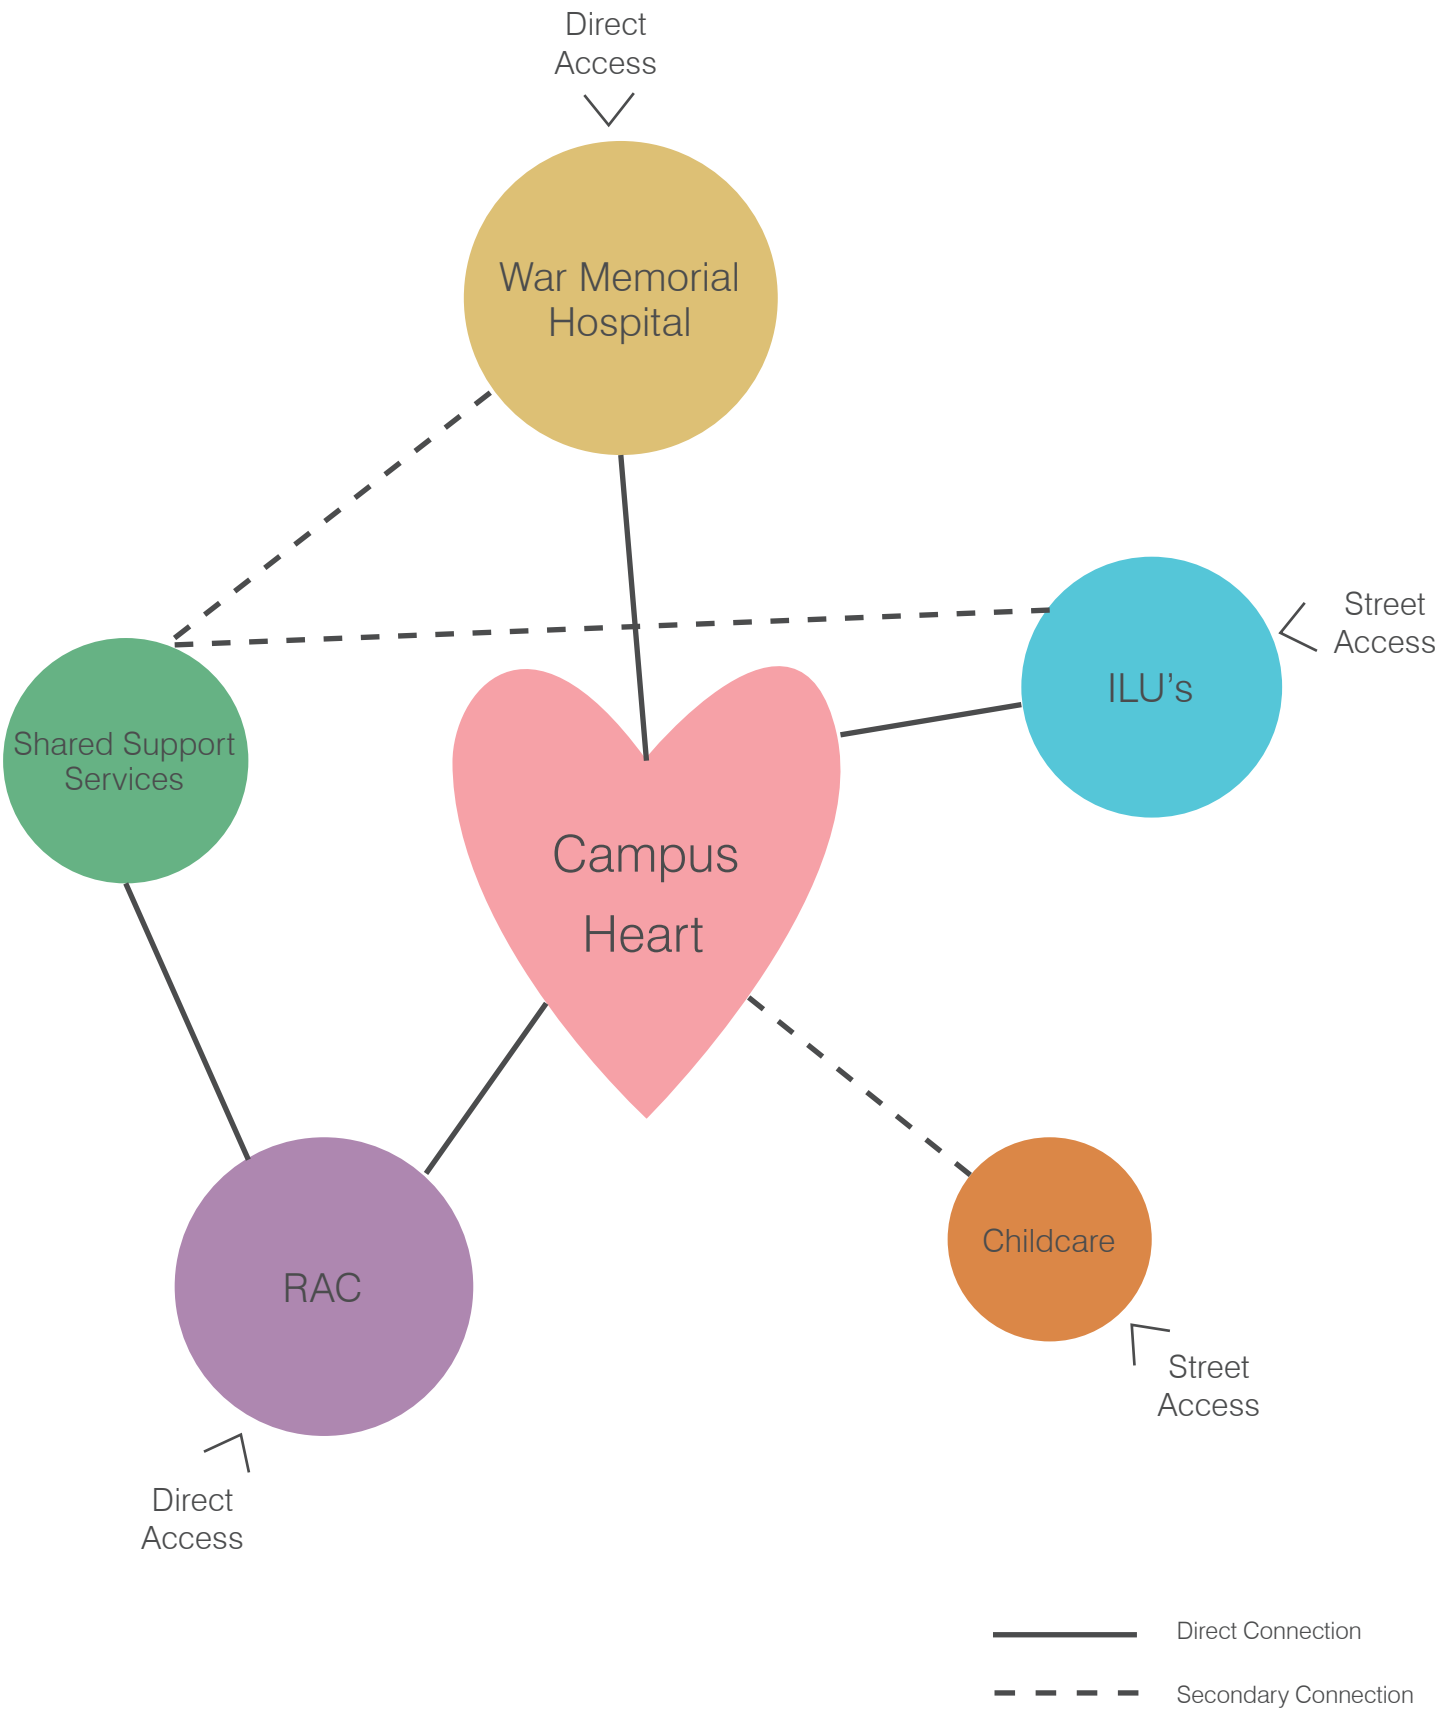 Direct
Access
War Memorial
Hospital
Street
Access
ILU's
Shared Support
Services
Campus
Heart
Childcare
RAC
Street
Access
Direct
Access
Direct Connection
Secondary Connection